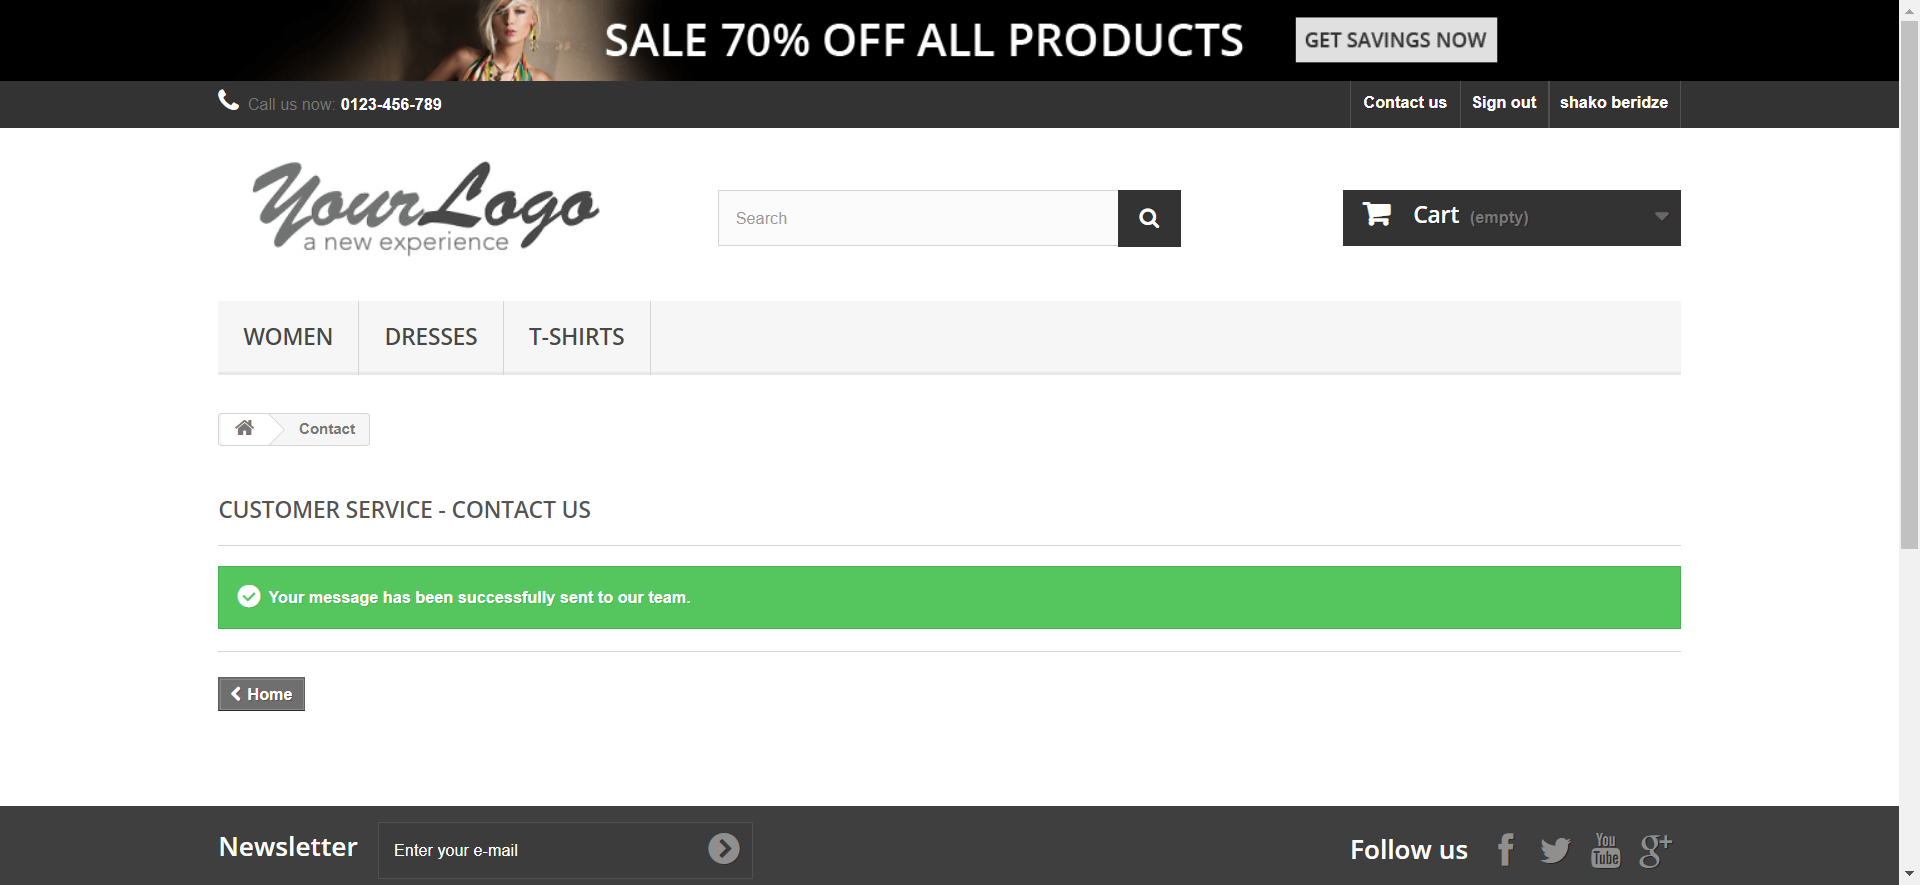 SALE 70% OFF ALL PRODUCTS GET SAVINGS NOW
Call us now: 0123-456-789 Contact us Sign out shako beridze
YourLogo
a new experience
Search
Cart (empty)
WOMEN DRESSES T-SHIRTS
Contact
CUSTOMER SERVICE - CONTACT US
Your message has been successfully sent to our team.
Home
Newsletter Enter your e-mail Follow us f You Tube g+